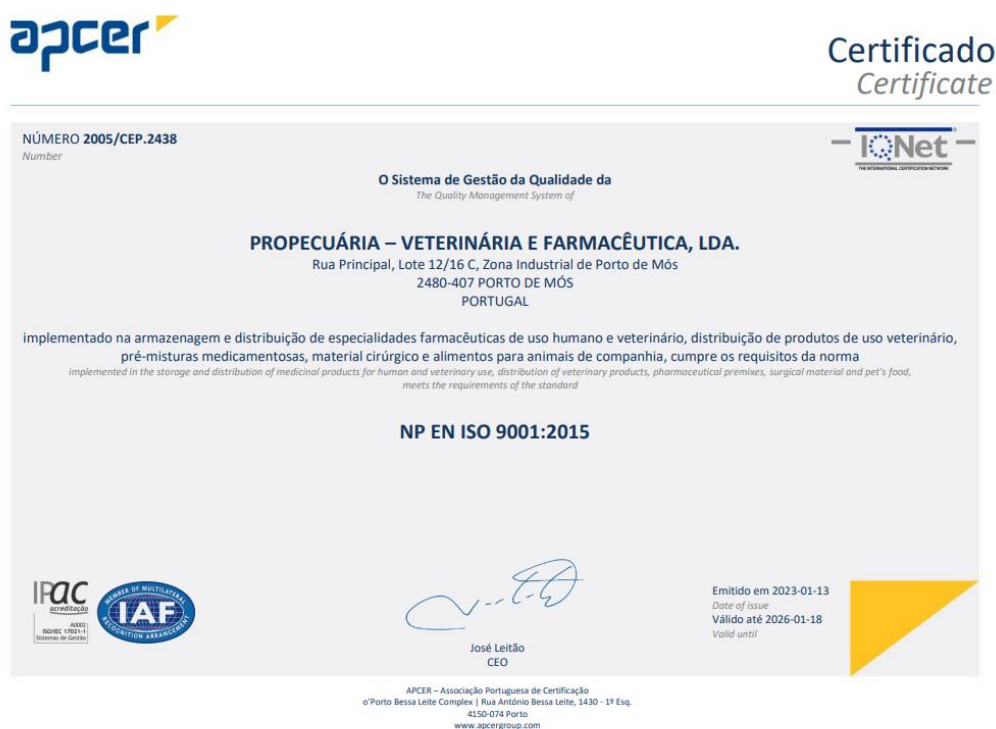 apcer
Certificado
Certificate
NÚMERO 2005/CEP.2438
Number
IQNet
THE INTERNATIONAL CERTIFICATION NETWORK
O Sistema de Gestão da Qualidade da
The Quality Management System of
PROPECUÁRIA – VETERINÁRIA E FARMACÊUTICA, LDA.
Rua Principal, Lote 12/16 C, Zona Industrial de Porto de Mós
2480-407 PORTO DE MÓS
PORTUGAL
implementado na armazenagem e distribuição de especialidades farmacêuticas de uso humano e veterinário, distribuição de produtos de uso veterinário,
pré-misturas medicamentosas, material cirúrgico e alimentos para animais de companhia, cumpre os requisitos da norma
implemented in the storage and distribution of medicinal products for human and veterinary use, distribution of veterinary products, pharmaceutical premixes, surgical material and pet's food,
meets the requirements of the standard
NP EN ISO 9001:2015
IPAC
acreditação
A0002
ISO/IEC 17021-1
Sistemas de Gestão
MEMBER OF MULTILATERAL
IAF
RECOGNITION ARRANGEMENT
José Leitão
CEO
Emitido em 2023-01-13
Date of issue
Válido até 2026-01-18
Valid until
APCER – Associação Portuguesa de Certificação
o'Porto Bessa Leite Complex | Rua António Bessa Leite, 1430 - 1º Esq.
4150-074 Porto
www.apcergroup.com